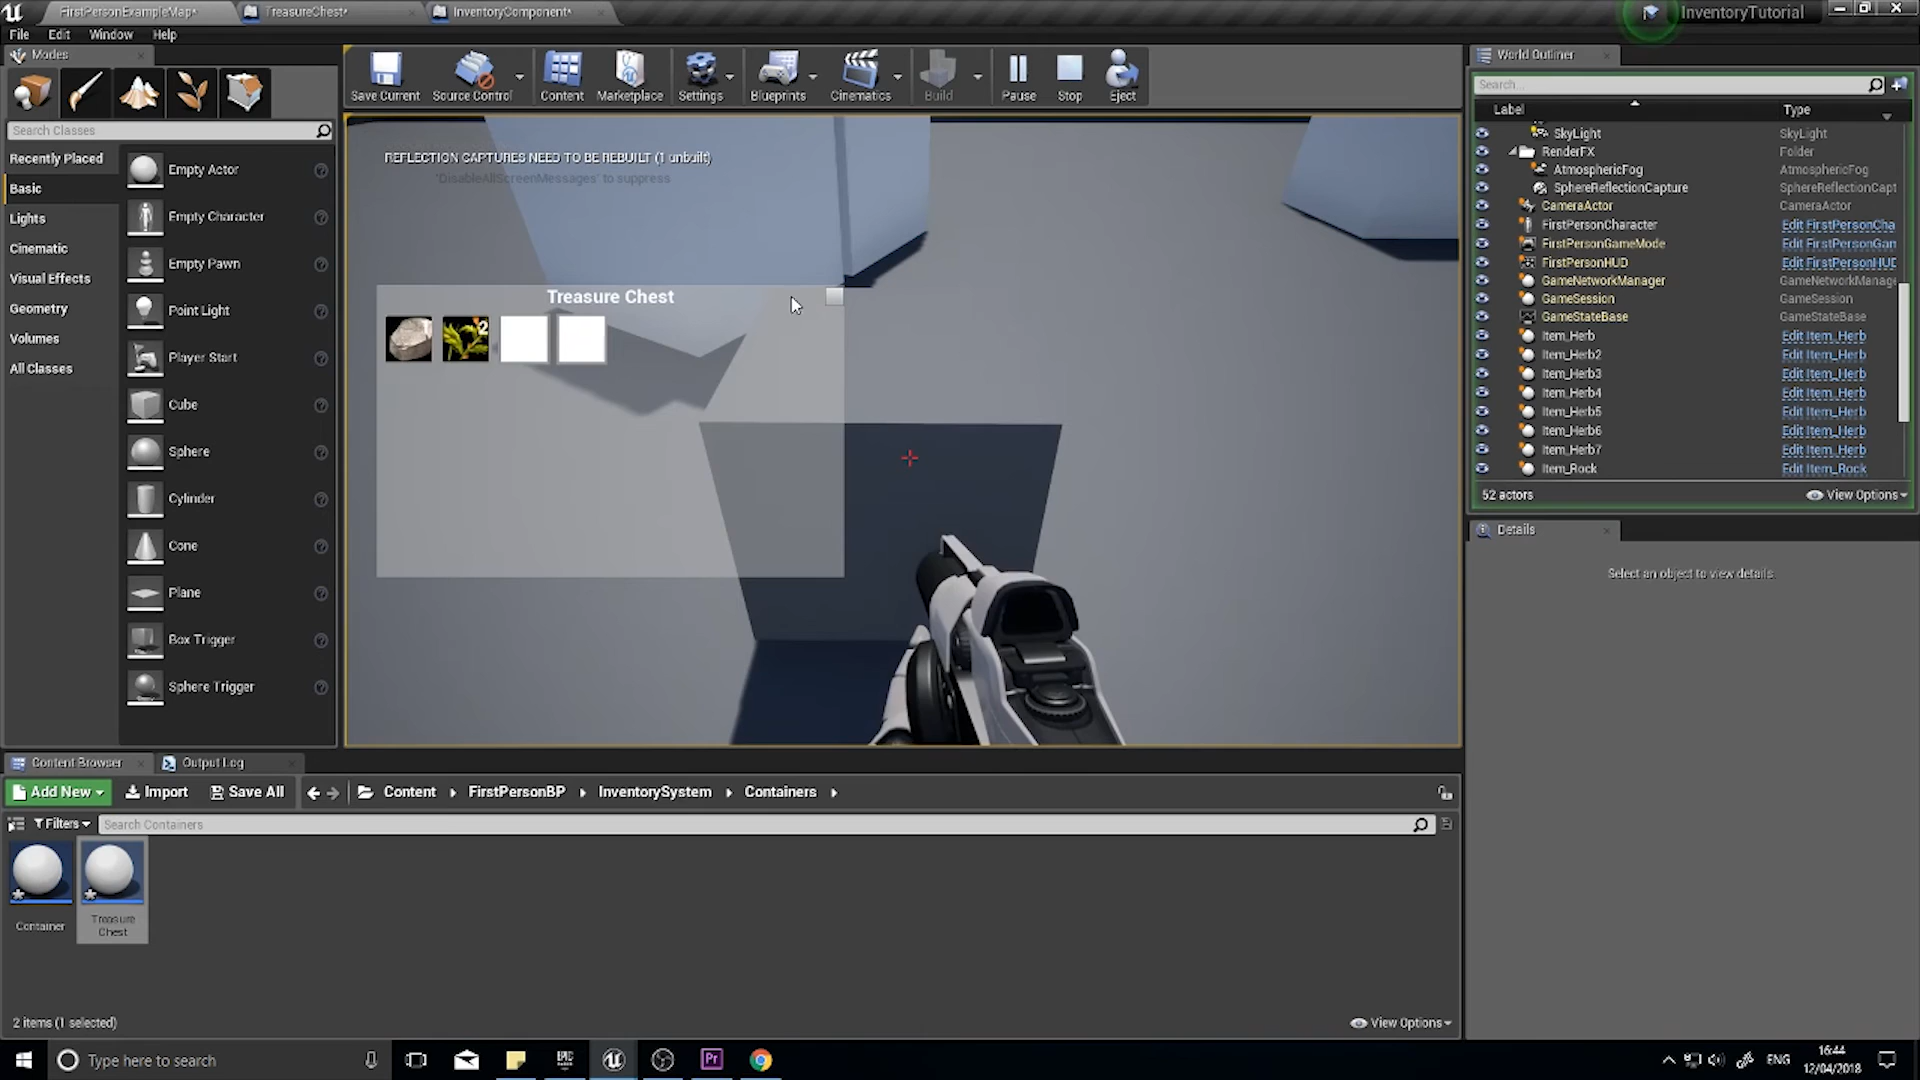 FirstPersonExampleMap*
TreasureChest*
InventoryComponent*
InventoryTutorial
File Edit Window Help
Modes
Save Current
Source Control
Content
Marketplace
Settings
Blueprints
Cinematics
Build
Pause
Stop
Eject
World Outliner
Search Classes
Search...
Label Type
Recently Placed
Basic
Lights
Cinematic
Visual Effects
Geometry
Volumes
All Classes
Empty Actor
Empty Character
Empty Pawn
Point Light
Player Start
Cube
Sphere
Cylinder
Cone
Plane
Box Trigger
Sphere Trigger
REFLECTION CAPTURES NEED TO BE REBUILT (1 unbuilt)
'DisableAllScreenMessages' to suppress
Treasure Chest
2
SkyLight SkyLight
RenderFX Folder
AtmosphericFog AtmosphericFog
SphereReflectionCapture SphereReflectionCapt
CameraActor CameraActor
FirstPersonCharacter Edit FirstPersonCha
FirstPersonGameMode Edit FirstPersonGam
FirstPersonHUD Edit FirstPersonHUD
GameNetworkManager GameNetworkManage
GameSession GameSession
GameStateBase GameStateBase
Item_Herb Edit Item_Herb
Item_Herb2 Edit Item_Herb
Item_Herb3 Edit Item_Herb
Item_Herb4 Edit Item_Herb
Item_Herb5 Edit Item_Herb
Item_Herb6 Edit Item_Herb
Item_Herb7 Edit Item_Herb
Item_Rock Edit Item_Rock
52 actors View Options
Details
Select an object to view details.
Content Browser
Output Log
Add New Import Save All Content FirstPersonBP InventorySystem Containers
Filters Search Containers
Container
Treasure
Chest
2 items (1 selected) View Options
Type here to search
EPIC
Pr
ENG
16:44
12/04/2018